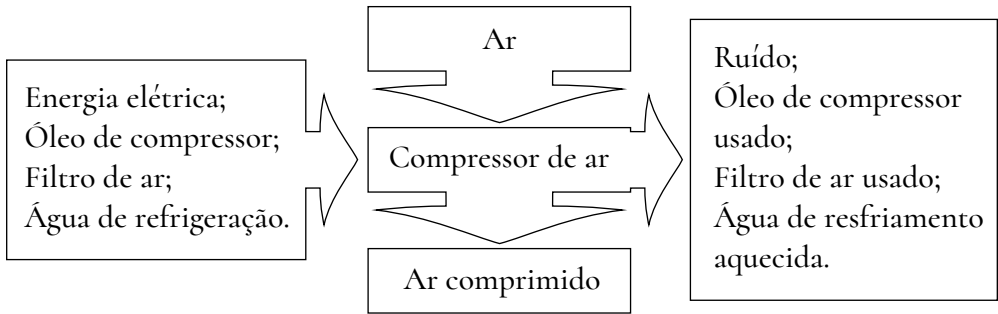 Energia elétrica;
Óleo de compressor;
Filtro de ar;
Água de refrigeração.
Ar
Compressor de ar
Ar comprimido
Ruído;
Óleo de compressor
usado;
Filtro de ar usado;
Água de resfriamento
aquecida.